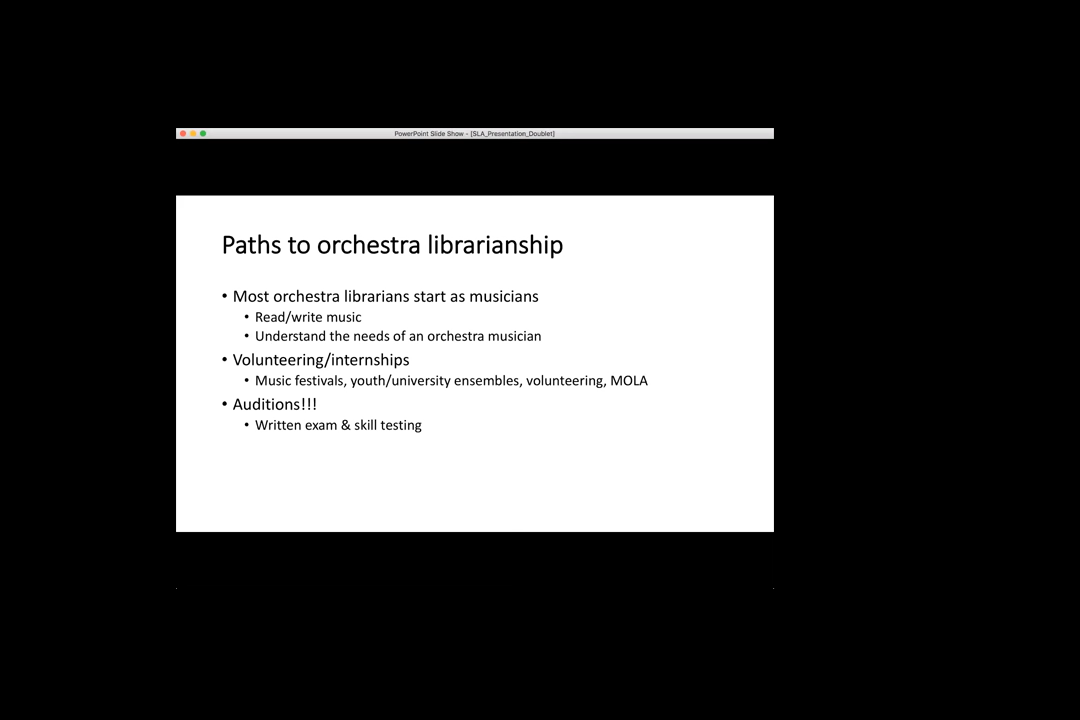 PowerPoint Slide Show - [SLA_Presentation_Doublet]
Paths to orchestra librarianship
• Most orchestra librarians start as musicians
• Read/write music
• Understand the needs of an orchestra musician
• Volunteering/internships
• Music festivals, youth/university ensembles, volunteering, MOLA
• Auditions!!!
• Written exam & skill testing